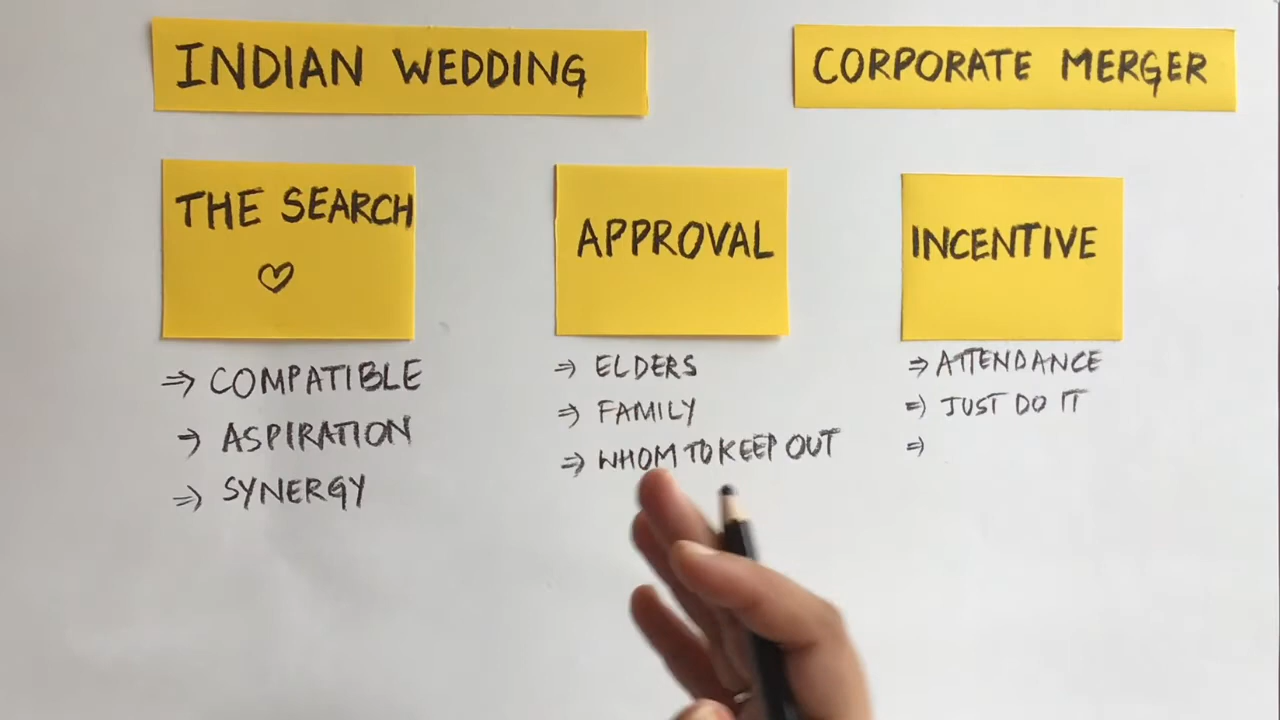 INDIAN WEDDING
CORPORATE MERGER
THE SEARCH
♡
⇒ COMPATIBLE
⇒ ASPIRATION
⇒ SYNERGY
APPROVAL
⇒ ELDERS
⇒ FAMILY
⇒ WHOM TO KEEP OUT
INCENTIVE
⇒ ATTENDANCE
⇒ JUST DO IT
⇒